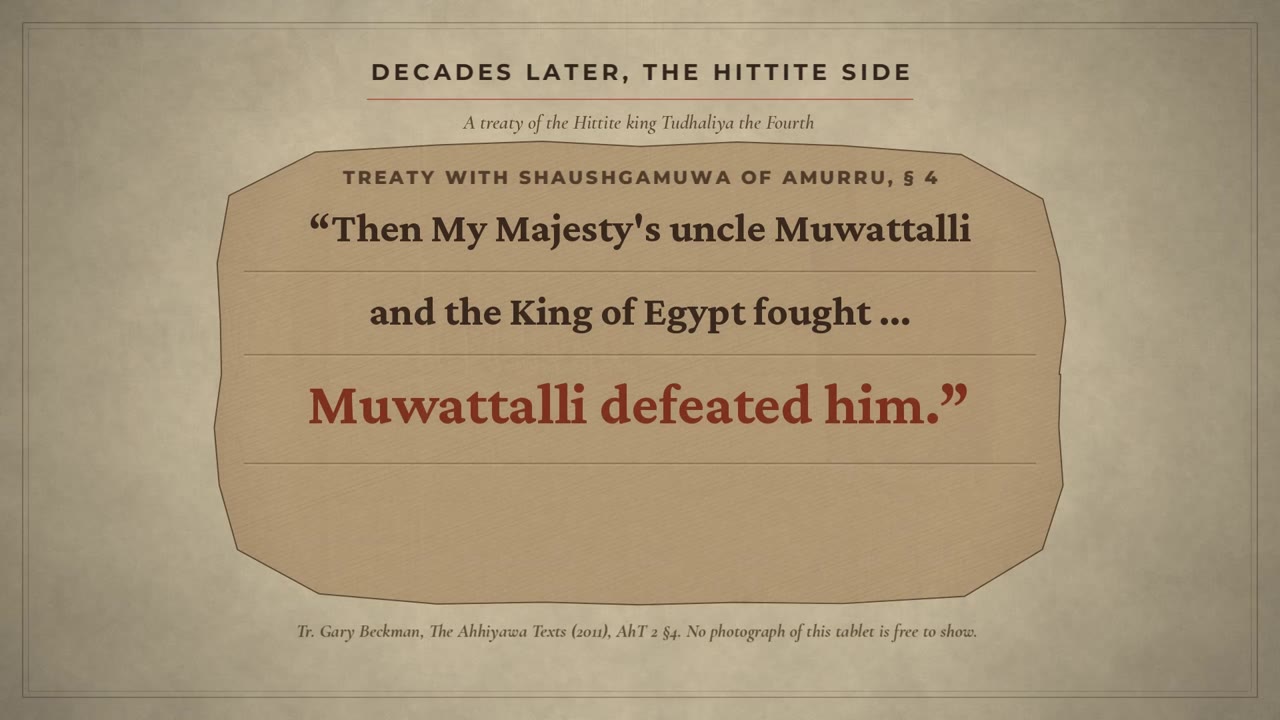 DECADES LATER, THE HITTITE SIDE
A treaty of the Hittite king Tudhaliya the Fourth
TREATY WITH SHAUSHGAMUWA OF AMURRU, § 4
“Then My Majesty's uncle Muwattalli
and the King of Egypt fought ...
Muwattalli defeated him.”
Tr. Gary Beckman, The Ahhiyawa Texts (2011), AhT 2 §4. No photograph of this tablet is free to show.